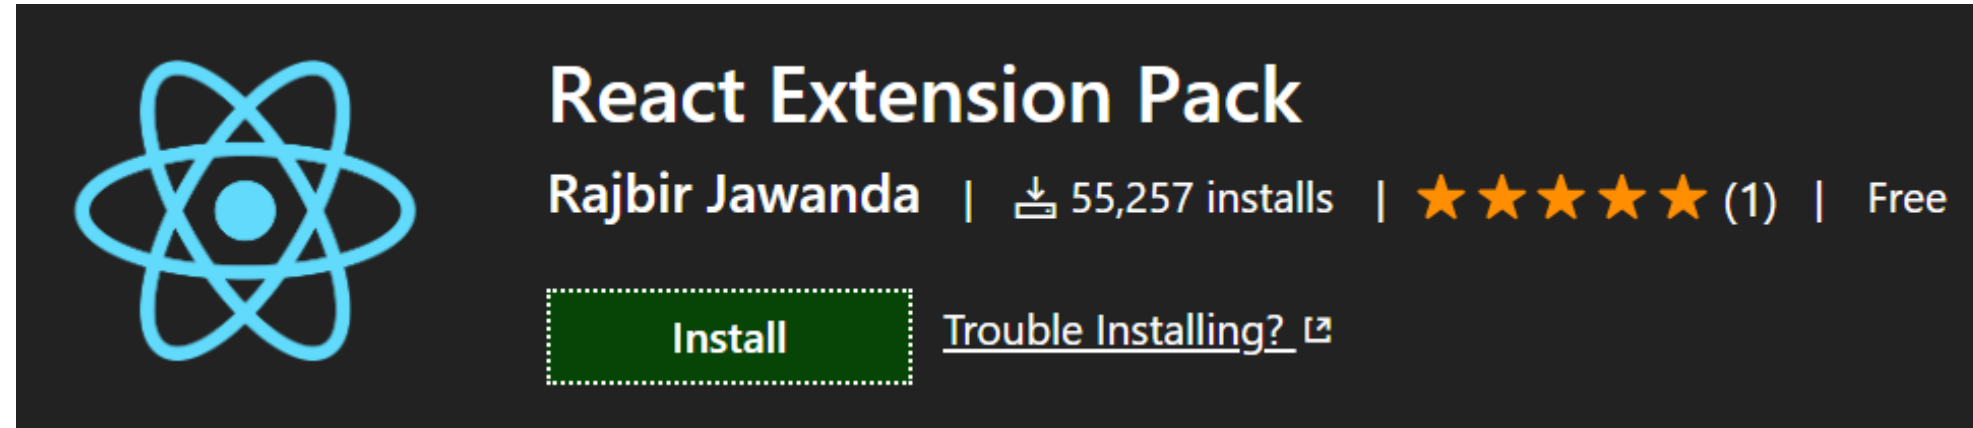 React Extension Pack
Rajbir Jawanda | 55,257 installs | (1) | Free
Install Trouble Installing?